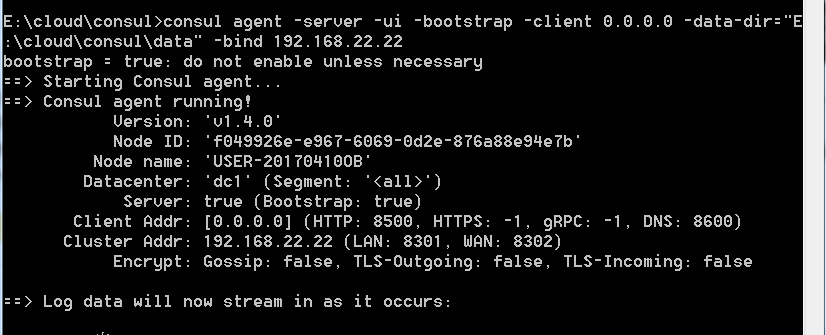 E:\cloud\consul>consul agent -server -ui -bootstrap -client 0.0.0.0 -data-dir="E
:\cloud\consul\data" -bind 192.168.22.22
bootstrap = true: do not enable unless necessary
==> Starting Consul agent...
==> Consul agent running!
Version: 'v1.4.0'
Node ID: 'f049926e-e967-6069-0d2e-876a88e94e7b'
Node name: 'USER-20170410OB'
Datacenter: 'dc1' (Segment: '<all>')
Server: true (Bootstrap: true)
Client Addr: [0.0.0.0] (HTTP: 8500, HTTPS: -1, gRPC: -1, DNS: 8600)
Cluster Addr: 192.168.22.22 (LAN: 8301, WAN: 8302)
Encrypt: Gossip: false, TLS-Outgoing: false, TLS-Incoming: false
==> Log data will now stream in as it occurs: